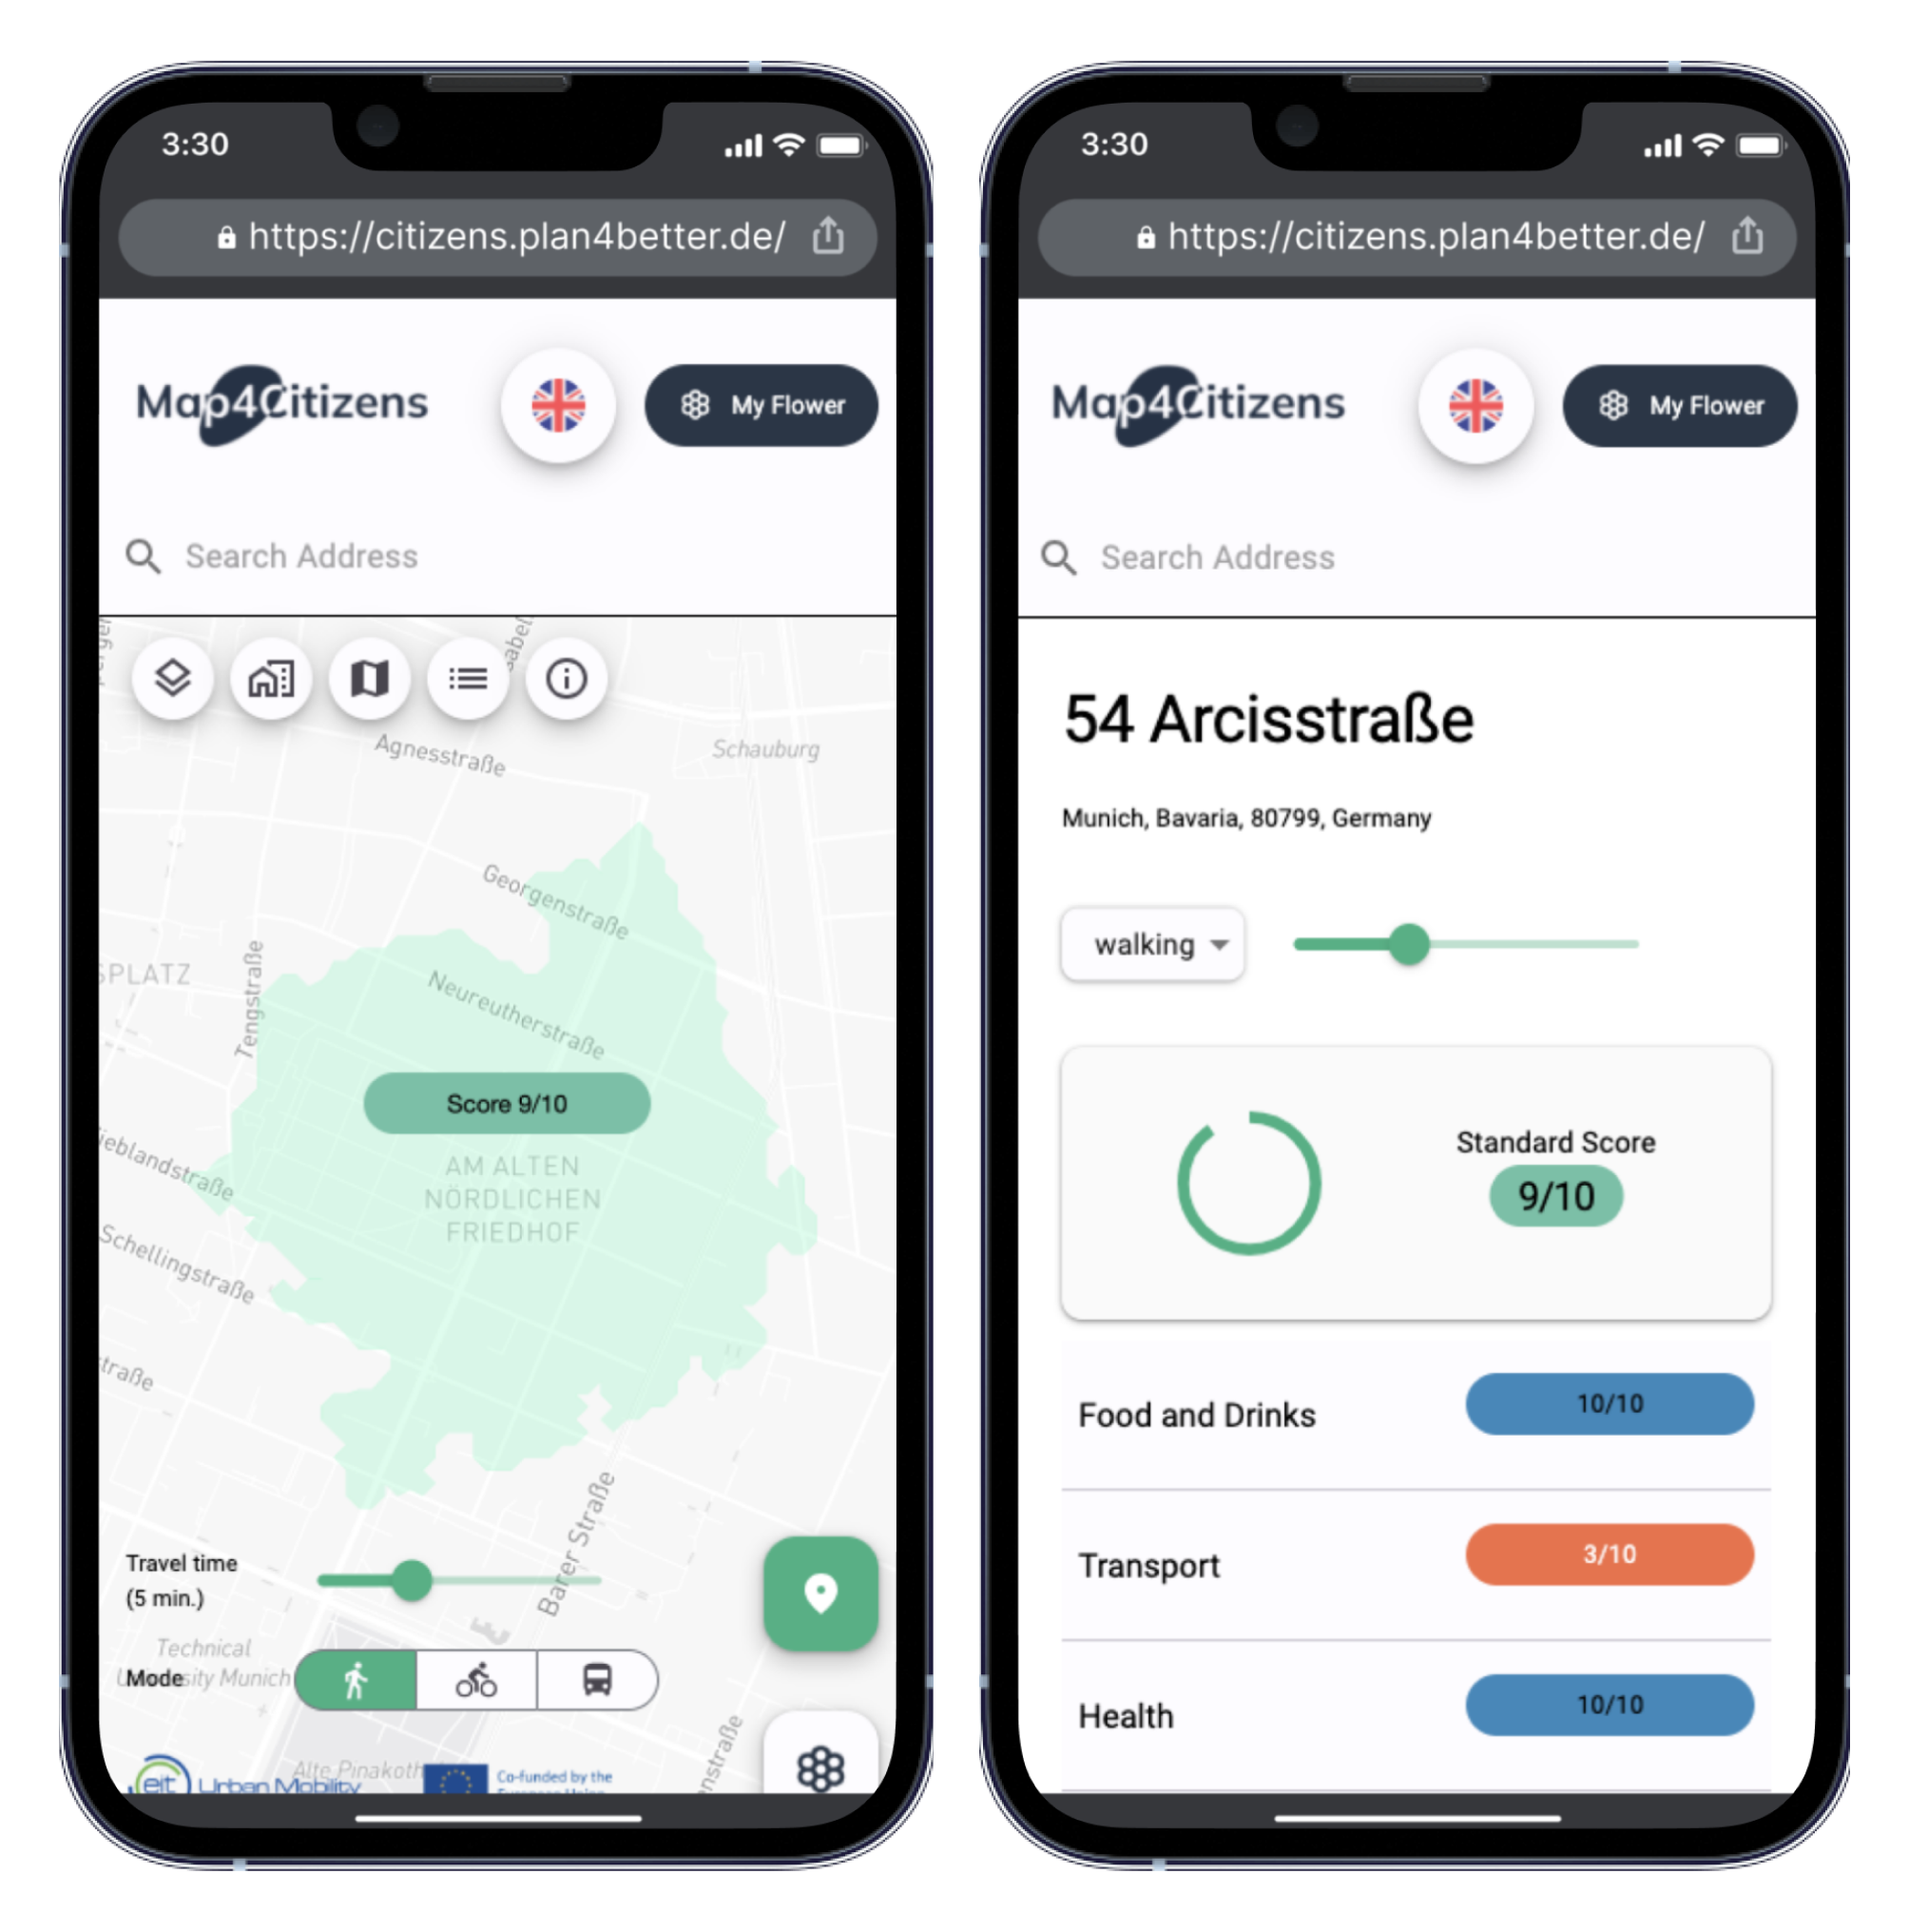 3:30
https://citizens.plan4better.de/
Map4Citizens
My Flower
Search Address
Agnesstraße
Schauburg
Georgenstraße
SPLATZ
Tengstraße
Neureutherstraße
Score 9/10
AM ALTEN
NÖRDLICHEN
FRIEDHOF
ieblandstraße
Schellingstraße
traße
Barer Straße
Travel time
(5 min.)
Technical
University Munich
Mode
Alte Pinakoth
nstraße
eit Urban Mobility
Co-funded by the
European Union
3:30
https://citizens.plan4better.de/
Map4Citizens
My Flower
Search Address
54 Arcisstraße
Munich, Bavaria, 80799, Germany
walking
Standard Score
9/10
Food and Drinks
10/10
Transport
3/10
Health
10/10